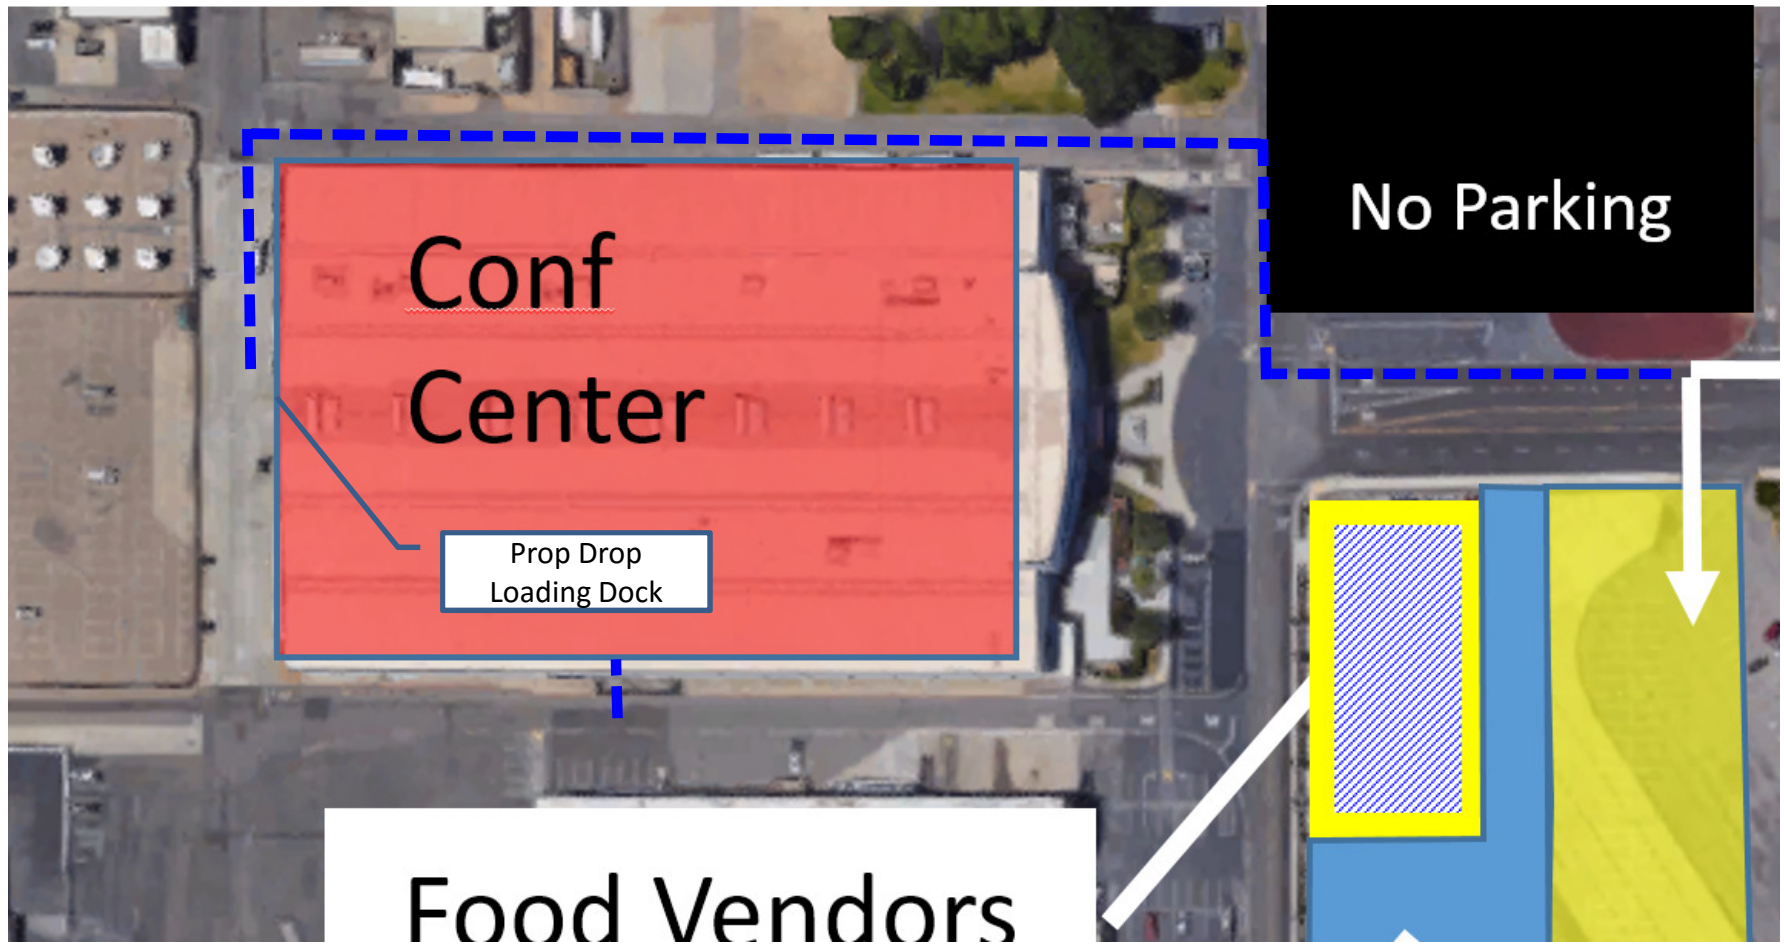 No Parking
Conf
Center
Prop Drop
Loading Dock
Food Vendors